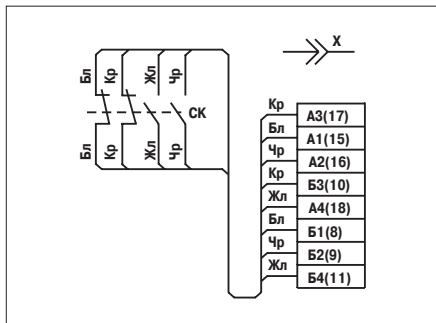 X
Бл
Кр
Жл
Чр
СК
Бл
Кр
Жл
Чр
Кр А3(17)
Бл А1(15)
Чр А2(16)
Кр Б3(10)
Жл А4(18)
Бл Б1(8)
Чр Б2(9)
Жл Б4(11)